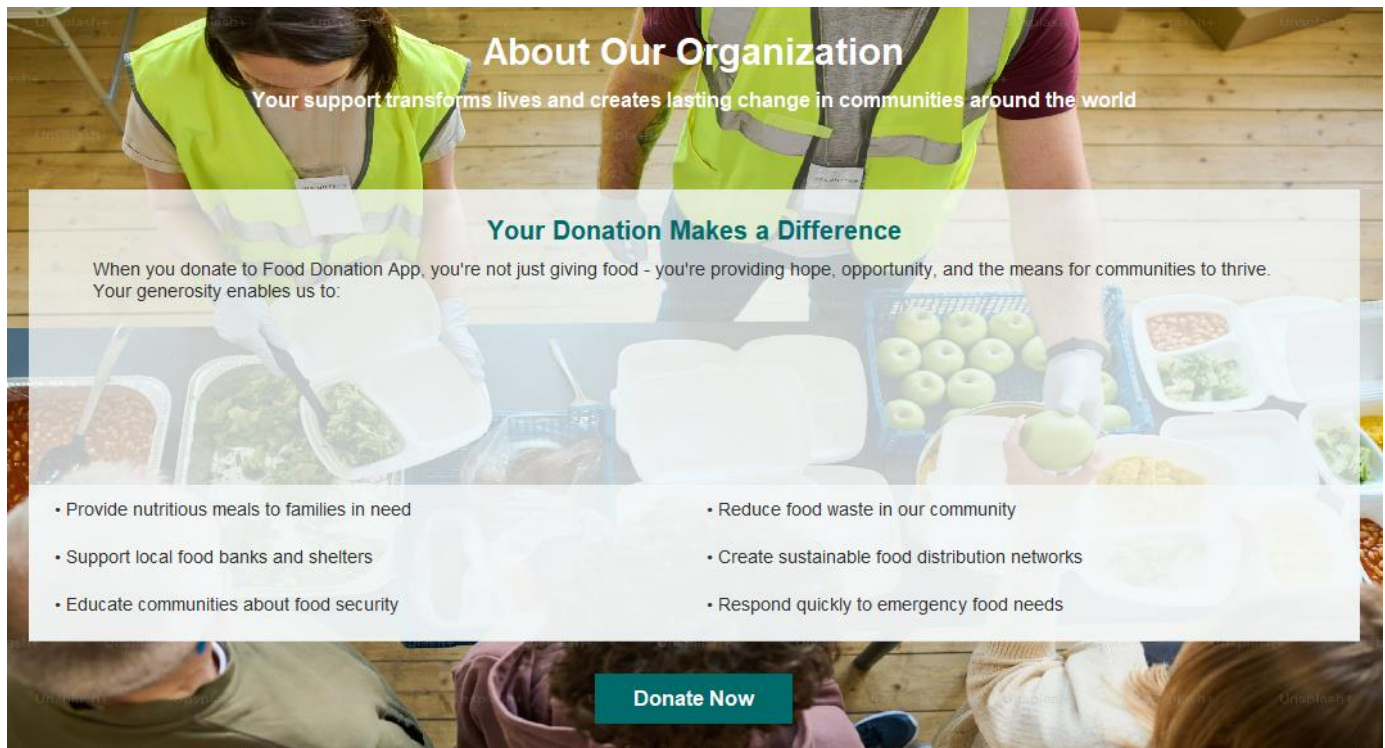 About Our Organization
Your support transforms lives and creates lasting change in communities around the world
Your Donation Makes a Difference
When you donate to Food Donation App, you're not just giving food - you're providing hope, opportunity, and the means for communities to thrive.
Your generosity enables us to:
• Provide nutritious meals to families in need
• Reduce food waste in our community
• Support local food banks and shelters
• Create sustainable food distribution networks
• Educate communities about food security
• Respond quickly to emergency food needs
Donate Now